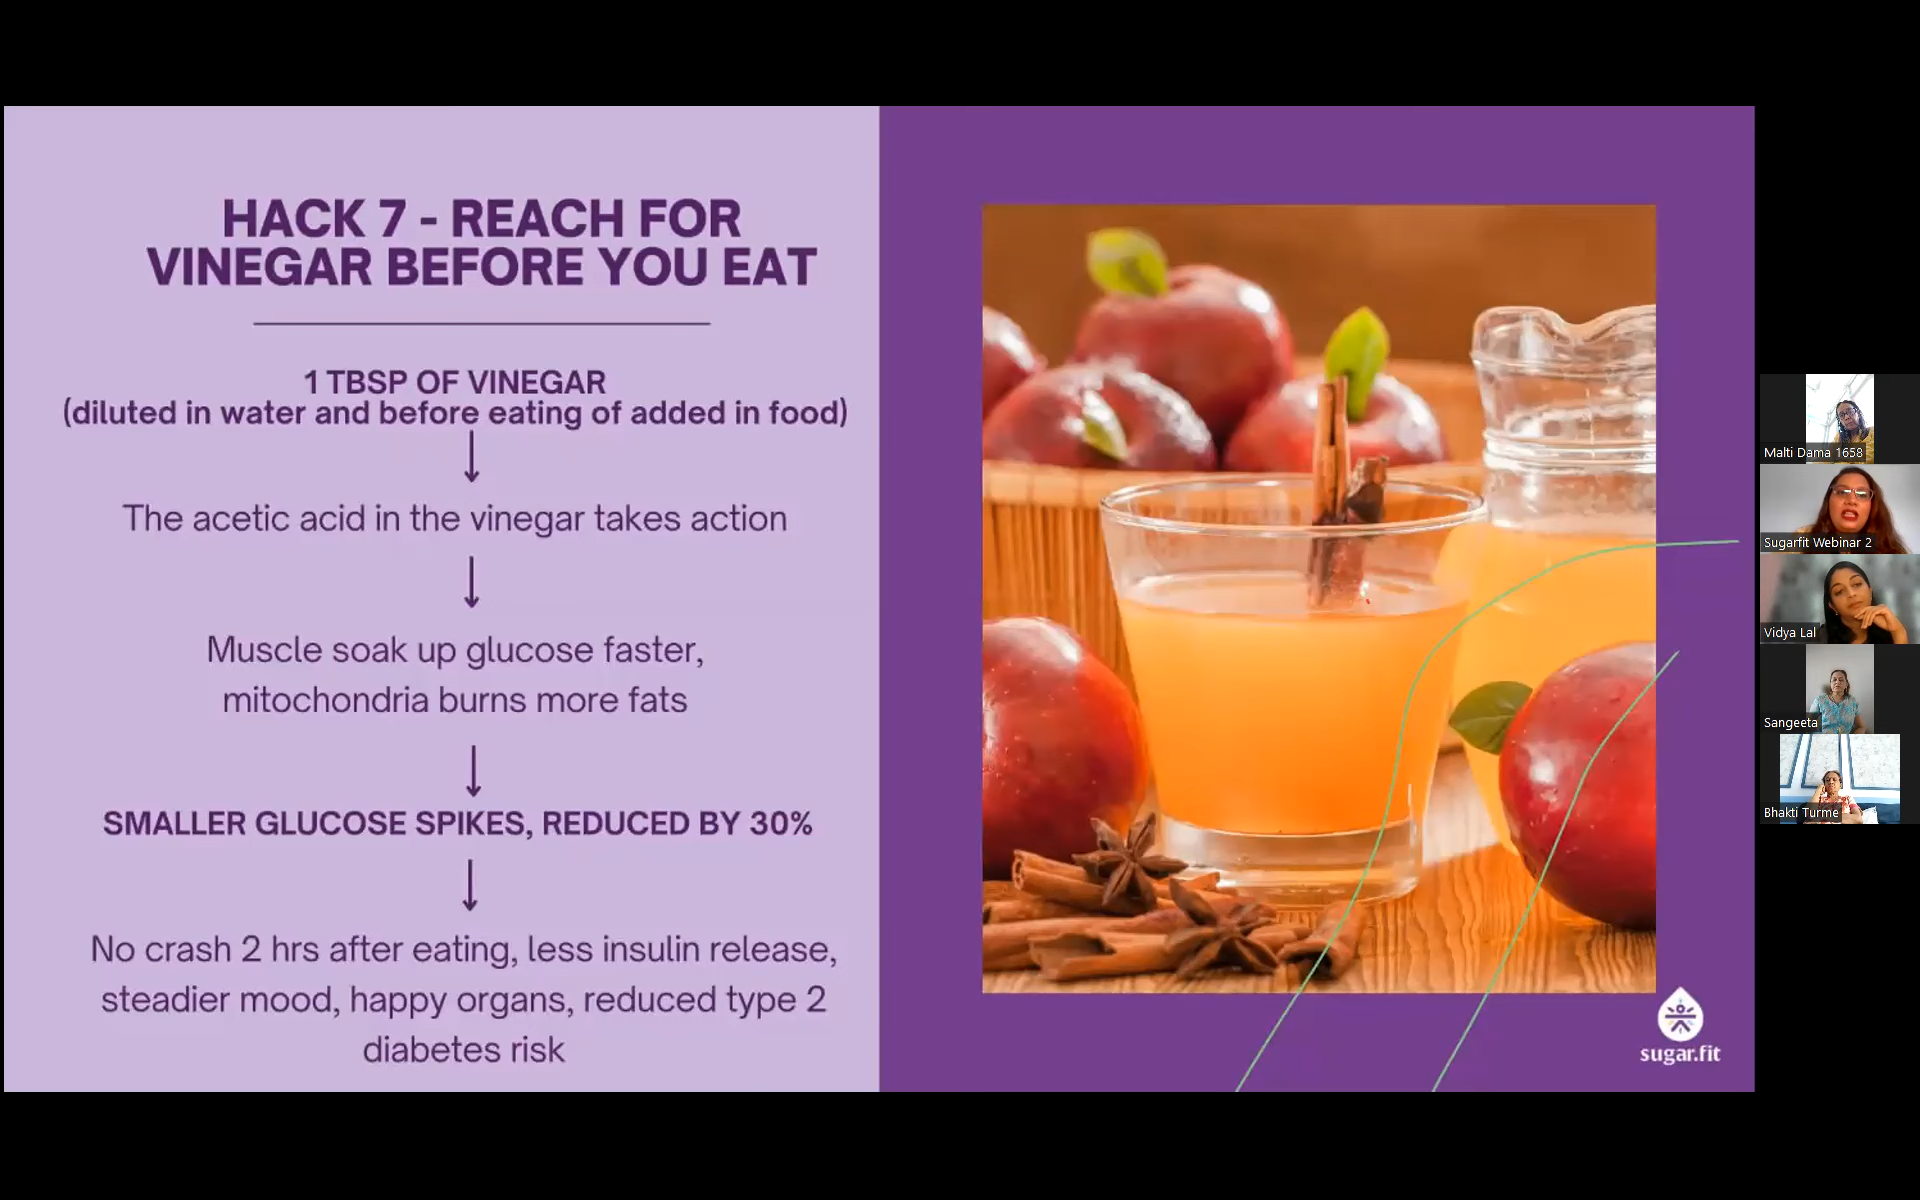 HACK 7 - REACH FOR
VINEGAR BEFORE YOU EAT
1 TBSP OF VINEGAR
(diluted in water and before eating of added in food)
The acetic acid in the vinegar takes action
Muscle soak up glucose faster,
mitochondria burns more fats
SMALLER GLUCOSE SPIKES, REDUCED BY 30%
No crash 2 hrs after eating, less insulin release,
steadier mood, happy organs, reduced type 2
diabetes risk
sugar.fit
Malti Dama 1658
Sugarfit Webinar 2
Vidya Lal
Sangeeta
Bhakti Turme